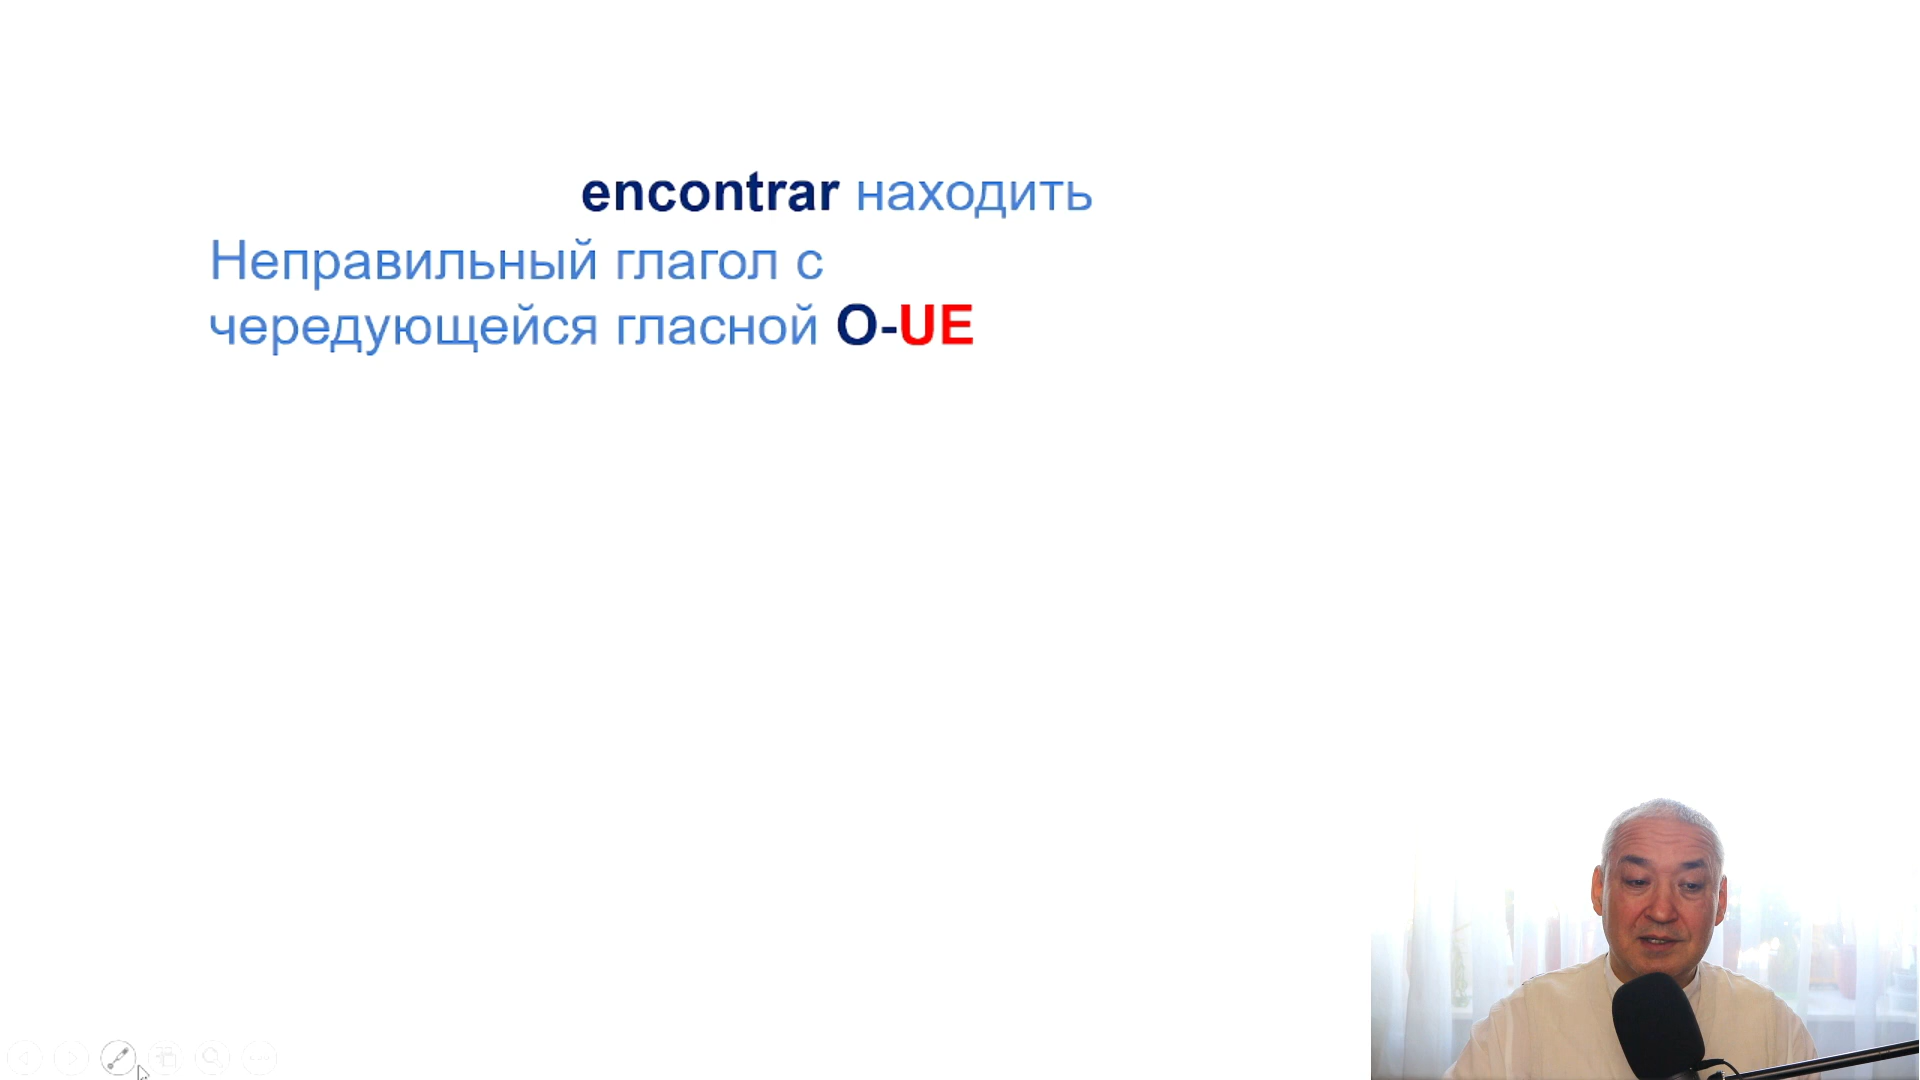 encontrar находить
Неправильный глагол с
чередующейся гласной O-UE